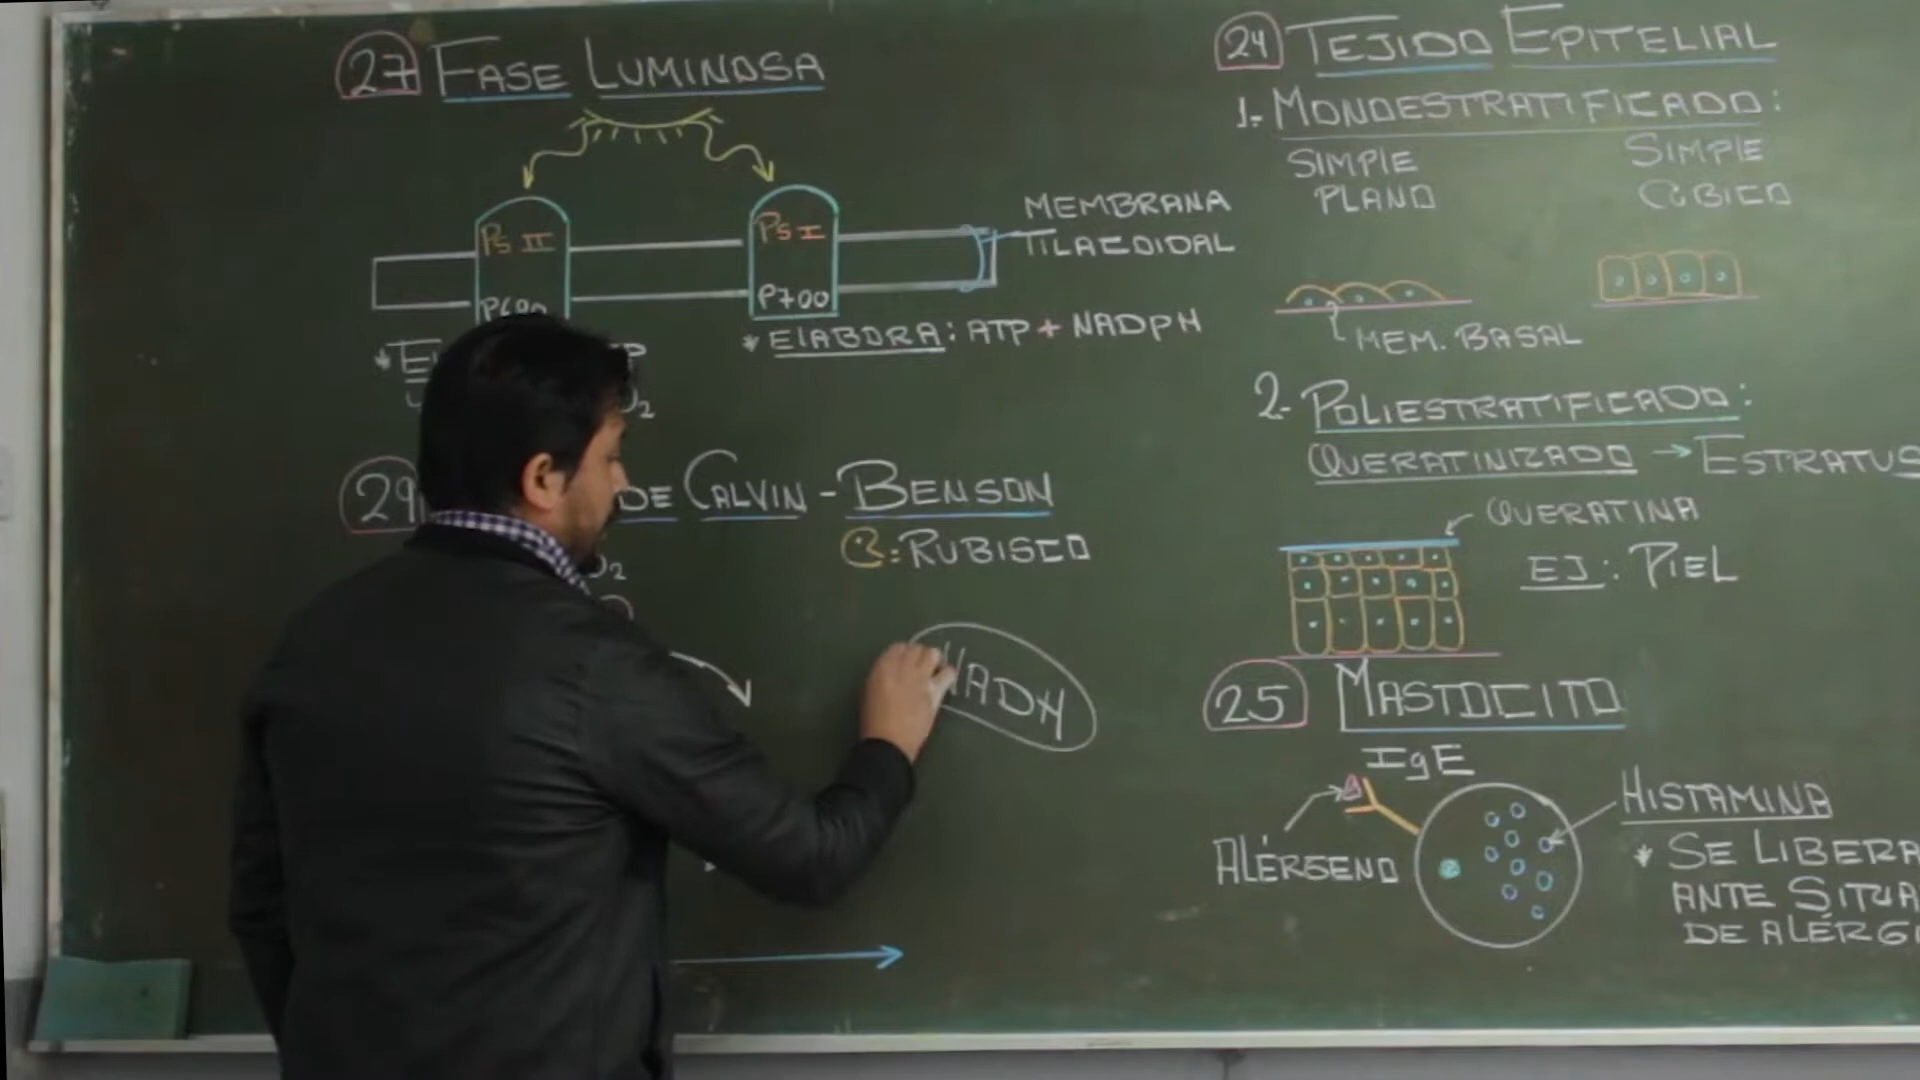 27 FASE LUMINOSA
PS II
PS I
P680
P700
MEMBRANA
TILACOIDAL
* ELABORA: ATP + NADPH
29
DE CALVIN - BENSON
RUBISCO
NADH
24 TEJIDO EPITELIAL
1.- MONOESTRATIFICADO:
SIMPLE
PLANO
SIMPLE
CÚBICO
MEM. BASAL
2- POLIESTRATIFICADO:
QUERATINIZADO → ESTRATUS
QUERATINA
EJ: PIEL
25 MASTOCITO
IgE
ALÉRGENO
HISTAMINA
* SE LIBERA
ANTE SITUA
DE ALÉRGI